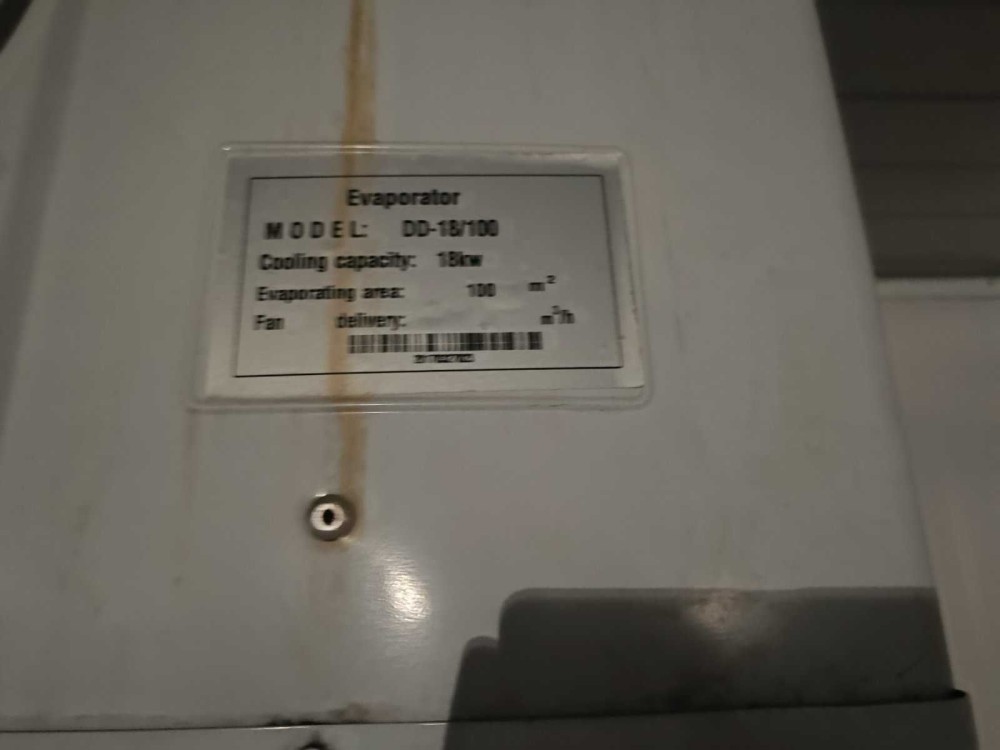 Evaporator
MODEL: DD-18/100
Cooling capacity: 18kw
Evaporating area: 100 m²
Fan delivery: m³/h